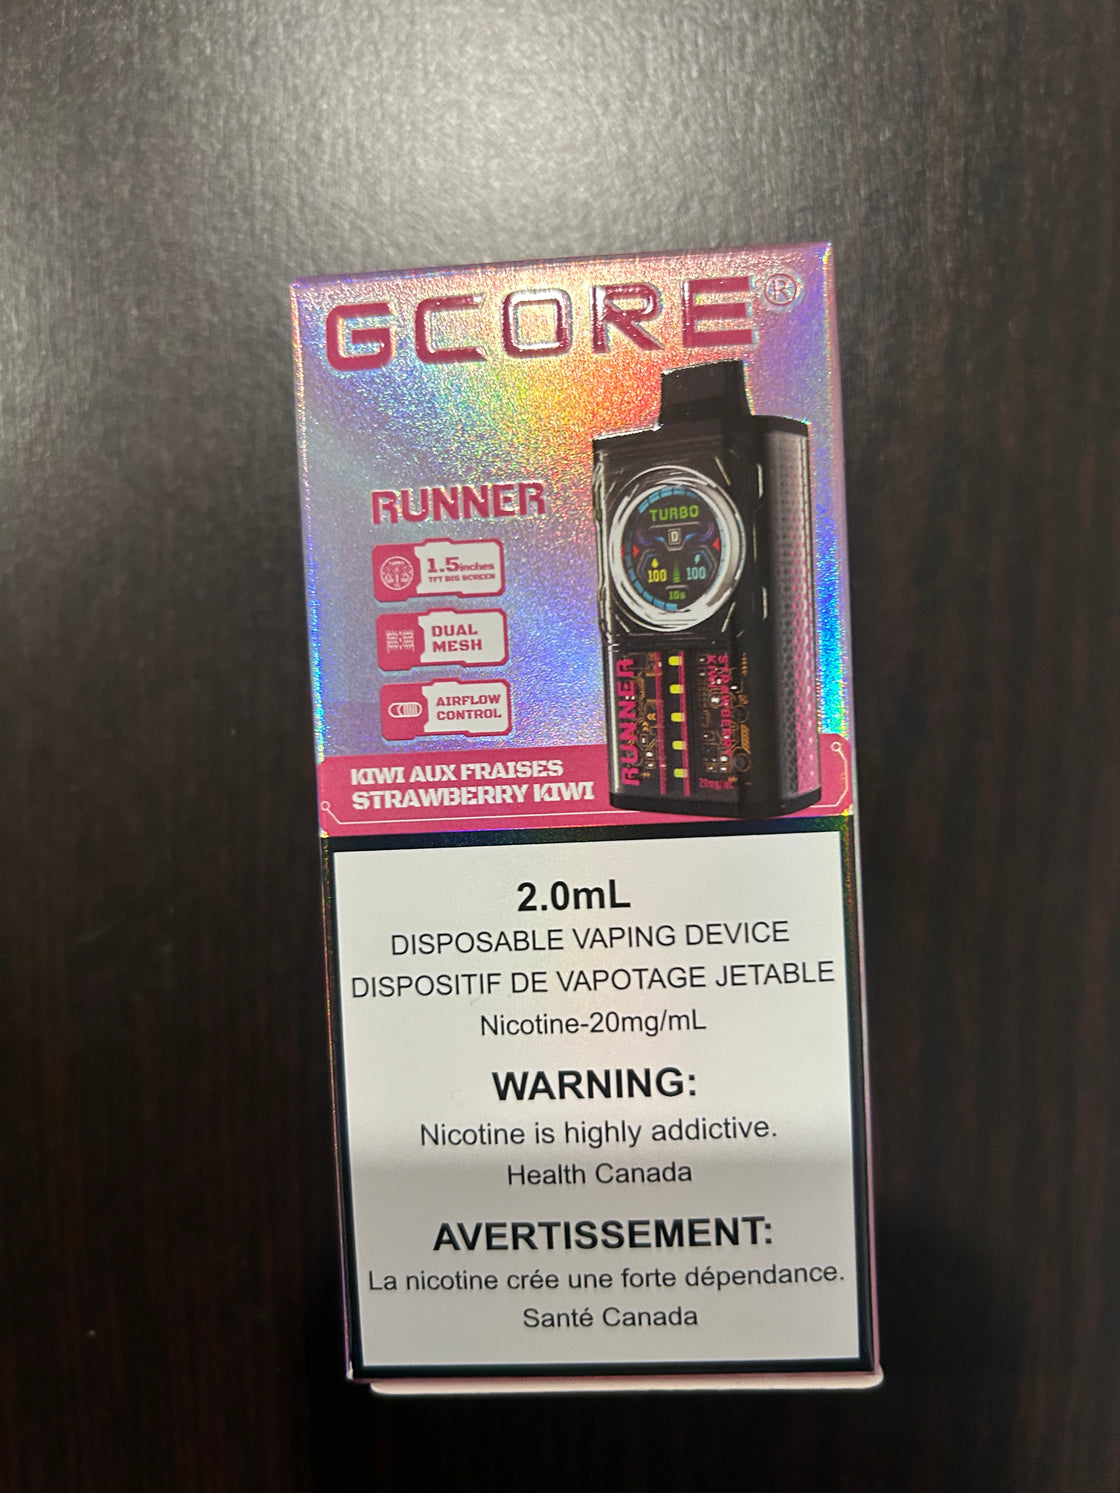 GCORE®
RUNNER
1.5inches
TFT BIG SCREEN
DUAL
MESH
AIRFLOW
CONTROL
TURBO
D
100 100
10s
RUNNER
KIWI AUX FRAISES
STRAWBERRY KIWI
2.0mL
DISPOSABLE VAPING DEVICE
DISPOSITIF DE VAPOTAGE JETABLE
Nicotine-20mg/mL
WARNING:
Nicotine is highly addictive.
Health Canada
AVERTISSEMENT:
La nicotine crée une forte dépendance.
Santé Canada